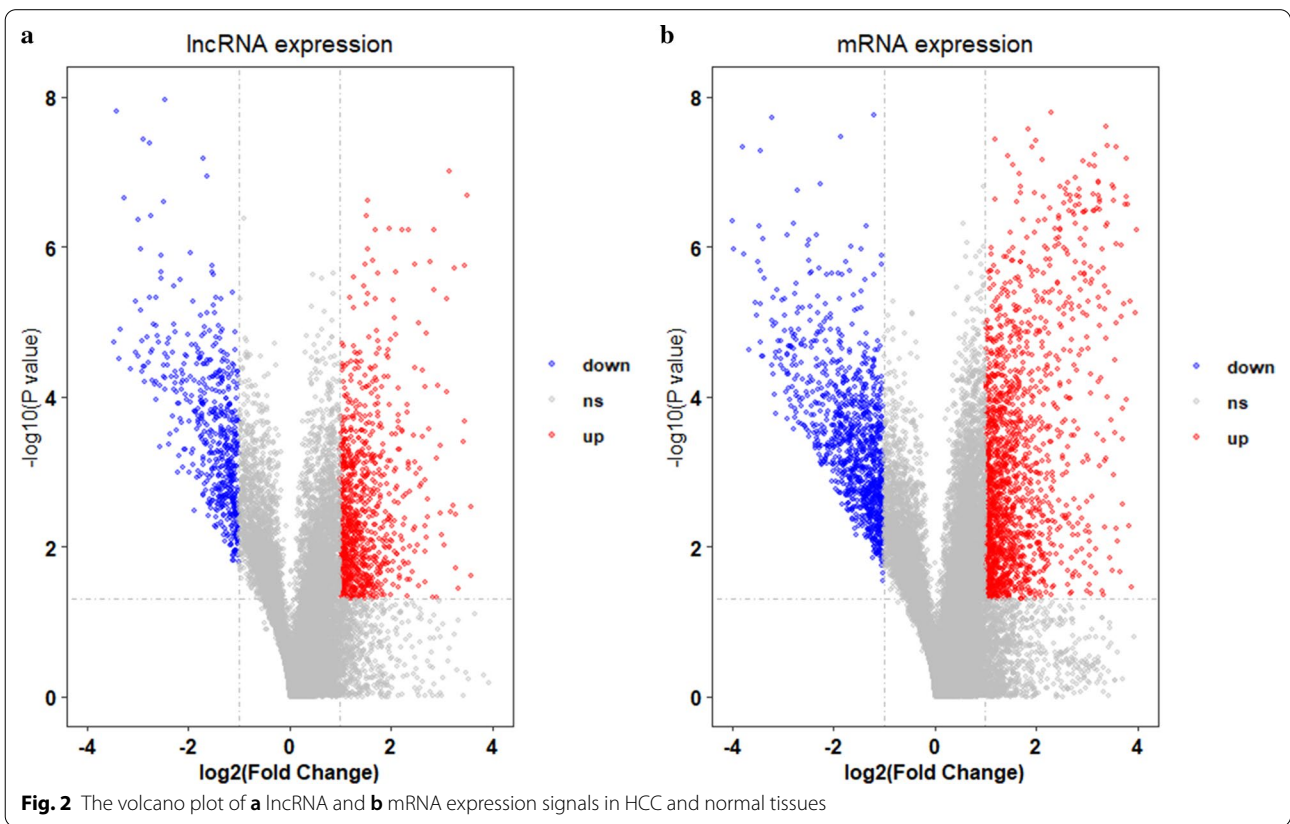 a
lncRNA expression
-log10(P value)
8
6
4
2
0
-4
-2
0
2
4
log2(Fold Change)
down
ns
up
b
mRNA expression
-log10(P value)
8
6
4
2
0
-4
-2
0
2
4
log2(Fold Change)
down
ns
up
Fig. 2 The volcano plot of a lncRNA and b mRNA expression signals in HCC and normal tissues